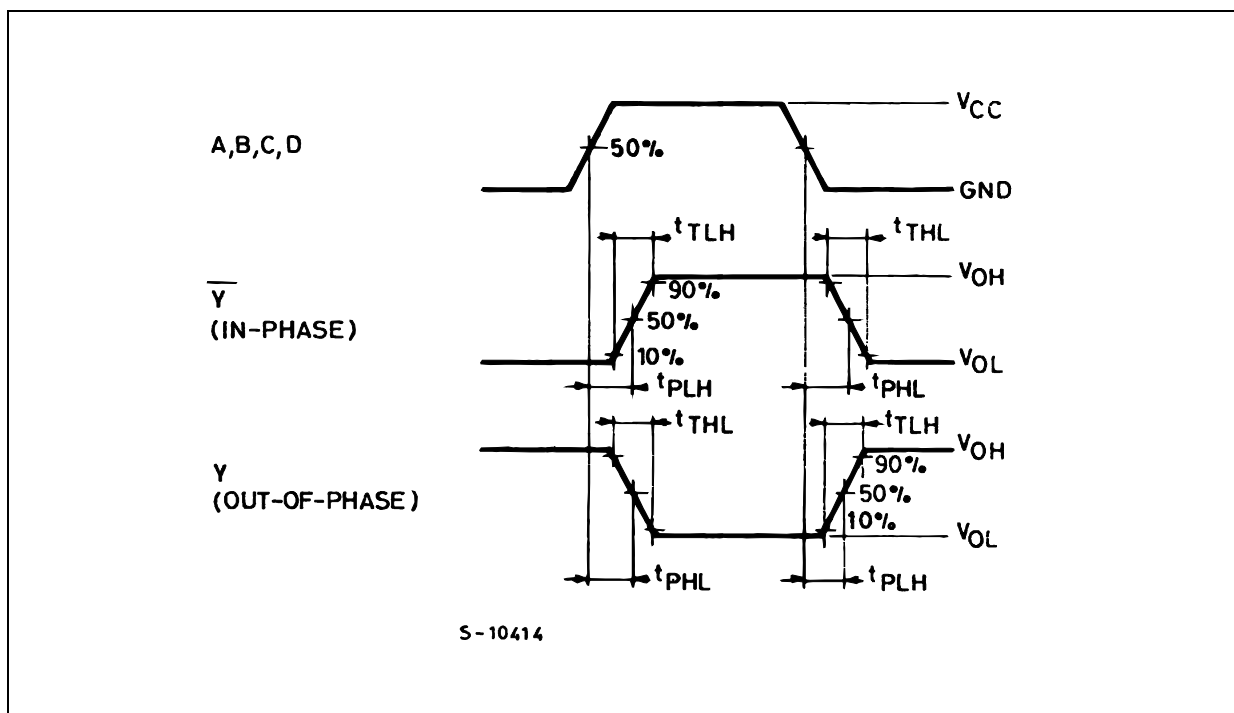 VCC
A,B,C,D
50%
GND
tTLH
tTHL
VOH
Y
90%
(IN-PHASE)
50%
10%
VOL
tPLH
tPHL
tTHL
tTLH
VOH
Y
90%
(OUT-OF-PHASE)
50%
10%
VOL
tPHL
tPLH
S-10414